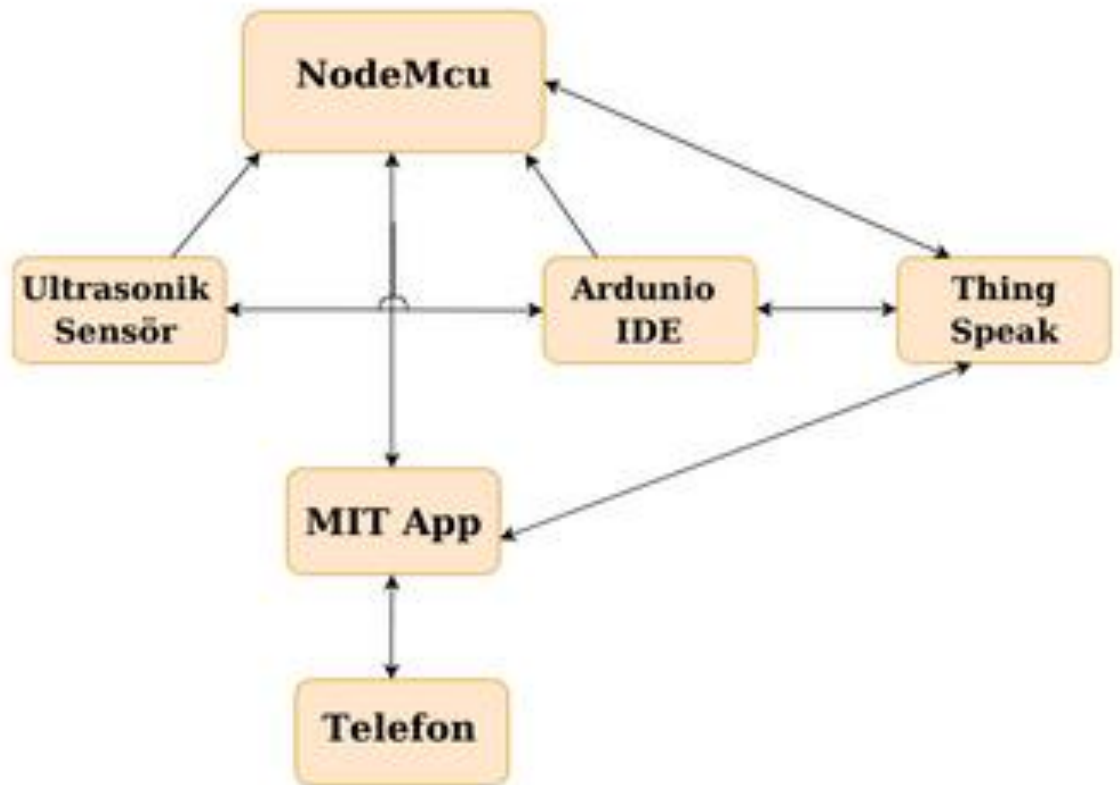 NodeMcu
Ultrasonik
Sensör
Ardunio
IDE
Thing
Speak
MIT App
Telefon